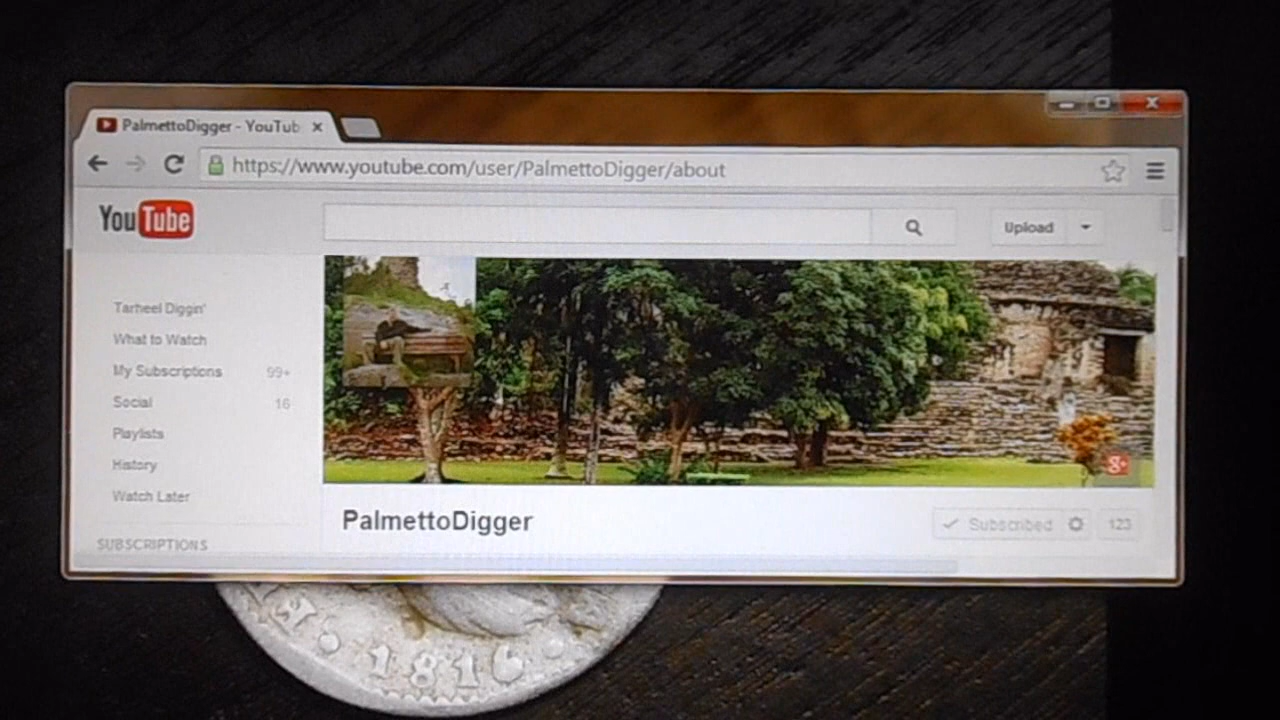 PalmettoDigger - YouTub
https://www.youtube.com/user/PalmettoDigger/about
YouTube
Upload
Tarheel Diggin'
What to Watch
My Subscriptions 99+
Social 16
Playlists
History
Watch Later
g+
PalmettoDigger
Subscribed 123
SUBSCRIPTIONS
1816